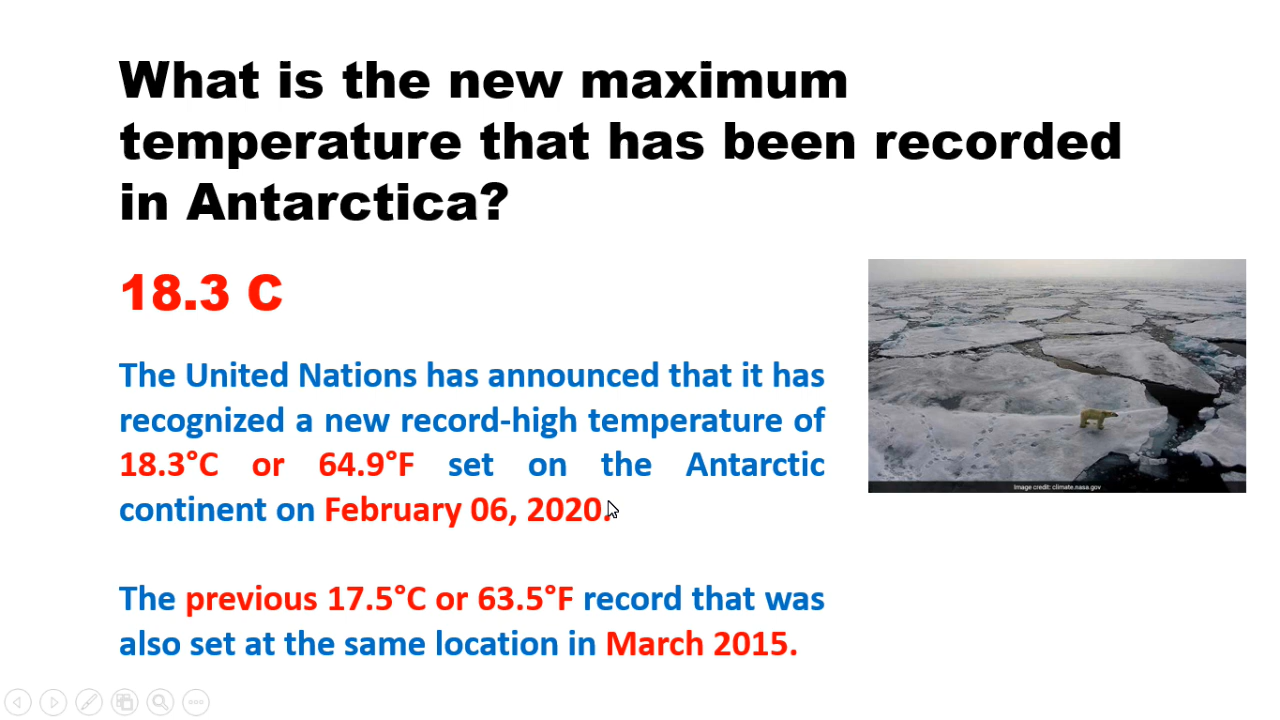 What is the new maximum
temperature that has been recorded
in Antarctica?
18.3 C
The United Nations has announced that it has
recognized a new record-high temperature of
18.3°C or 64.9°F set on the Antarctic
continent on February 06, 2020.
The previous 17.5°C or 63.5°F record that was
also set at the same location in March 2015.
Image credit: climate.nasa.gov